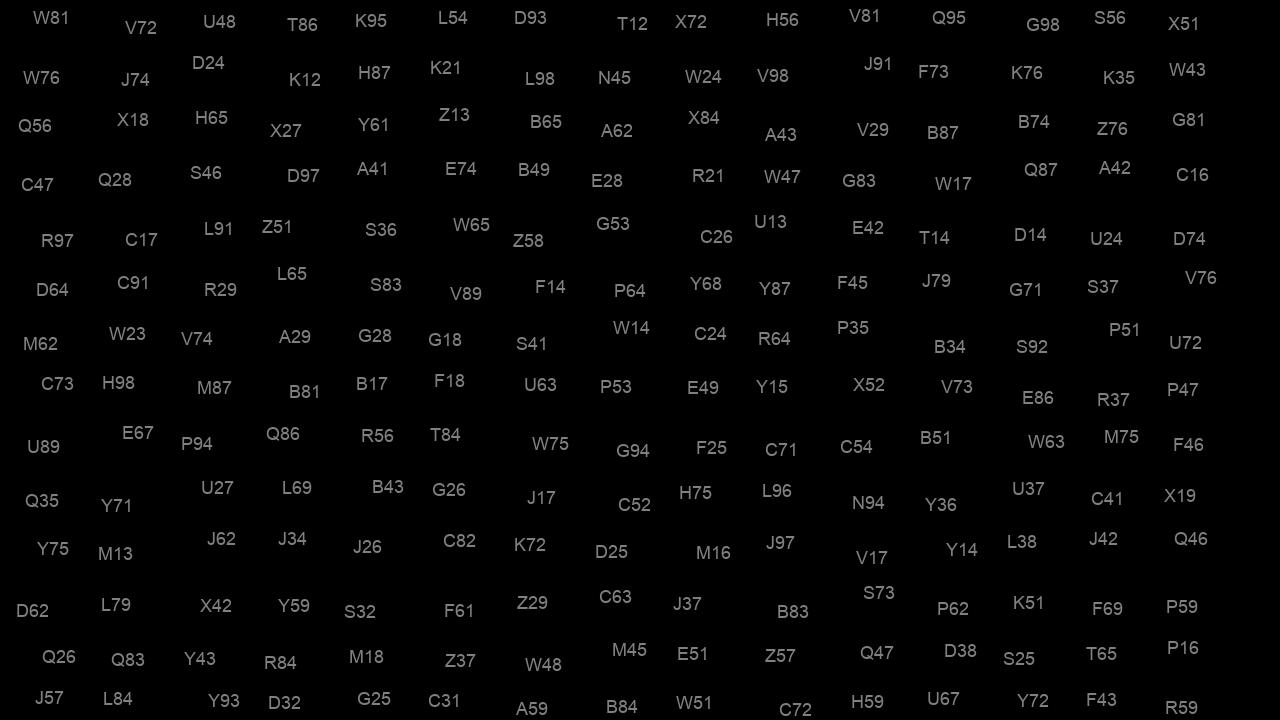 W81 V72 U48 T86 K95 L54 D93 T12 X72 H56 V81 Q95 G98 S56 X51
W76 J74 D24 K12 H87 K21 L98 N45 W24 V98 J91 F73 K76 K35 W43
Q56 X18 H65 X27 Y61 Z13 B65 A62 X84 A43 V29 B87 B74 Z76 G81
C47 Q28 S46 D97 A41 E74 B49 E28 R21 W47 G83 W17 Q87 A42 C16
R97 C17 L91 Z51 S36 W65 Z58 G53 C26 U13 E42 T14 D14 U24 D74
D64 C91 R29 L65 S83 V89 F14 P64 Y68 Y87 F45 J79 G71 S37 V76
M62 W23 V74 A29 G28 G18 S41 W14 C24 R64 P35 B34 S92 P51 U72
C73 H98 M87 B81 B17 F18 U63 P53 E49 Y15 X52 V73 E86 R37 P47
U89 E67 P94 Q86 R56 T84 W75 G94 F25 C71 C54 B51 W63 M75 F46
Q35 Y71 U27 L69 B43 G26 J17 C52 H75 L96 N94 Y36 U37 C41 X19
Y75 M13 J62 J34 J26 C82 K72 D25 M16 J97 V17 Y14 L38 J42 Q46
D62 L79 X42 Y59 S32 F61 Z29 C63 J37 B83 S73 P62 K51 F69 P59
Q26 Q83 Y43 R84 M18 Z37 W48 M45 E51 Z57 Q47 D38 S25 T65 P16
J57 L84 Y93 D32 G25 C31 A59 B84 W51 C72 H59 U67 Y72 F43 R59